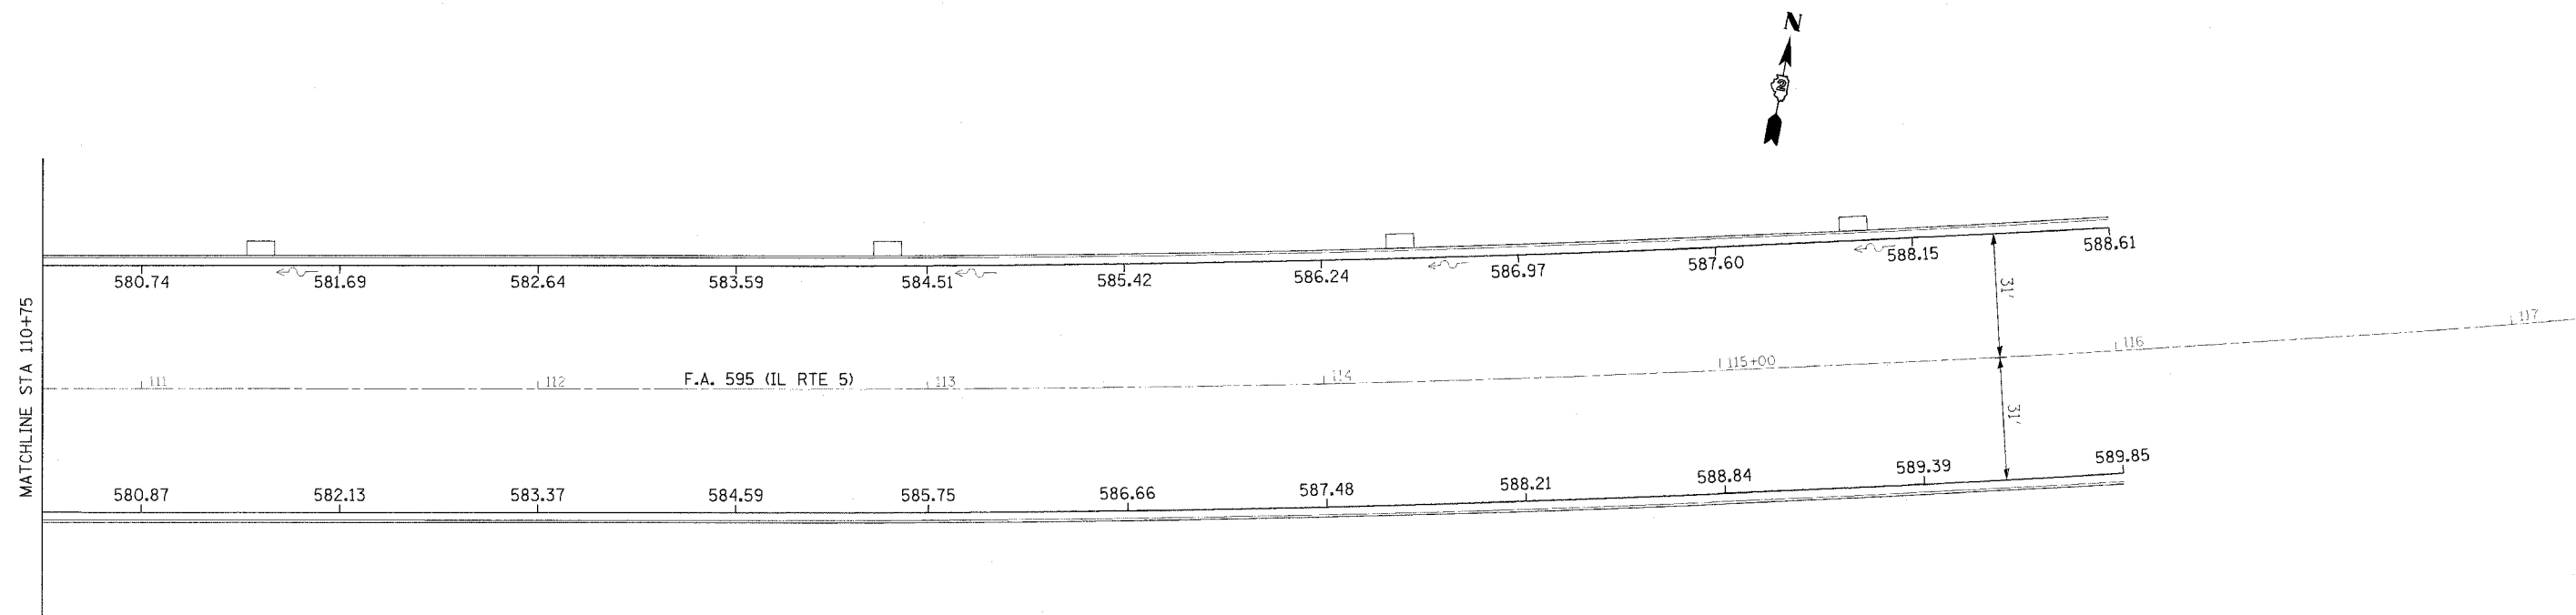 N
2
580.74 581.69 582.64 583.59 584.51 585.42 586.24 586.97 587.60 588.15 588.61
31'
MATCHLINE STA 110+75
111 112 F.A. 595 (IL RTE 5) 113 114 115+00 116 117
31'
580.87 582.13 583.37 584.59 585.75 586.66 587.48 588.21 588.84 589.39 589.85